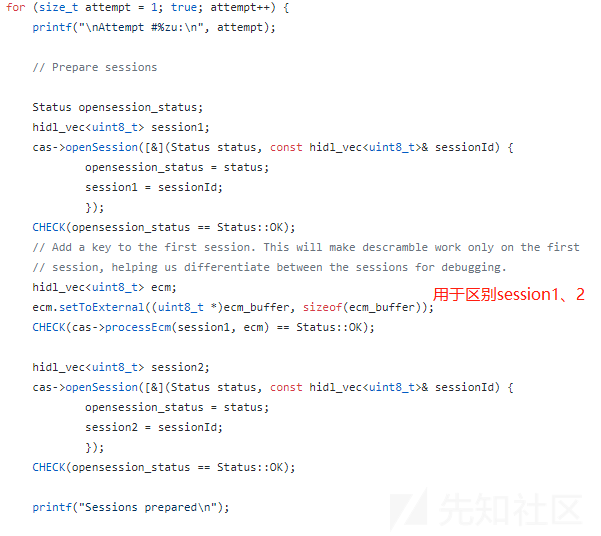 for (size_t attempt = 1; true; attempt++) {
    printf("\nAttempt #%zu:\n", attempt);

    // Prepare sessions

    Status opensession_status;
    hidl_vec<uint8_t> session1;
    cas->openSession([&](Status status, const hidl_vec<uint8_t>& sessionId) {
            opensession_status = status;
            session1 = sessionId;
            });
    CHECK(opensession_status == Status::OK);
    // Add a key to the first session. This will make descramble work only on the first
    // session, helping us differentiate between the sessions for debugging.
    hidl_vec<uint8_t> ecm;
    ecm.setToExternal((uint8_t *)ecm_buffer, sizeof(ecm_buffer));
用于区别session1、2
    CHECK(cas->processEcm(session1, ecm) == Status::OK);

    hidl_vec<uint8_t> session2;
    cas->openSession([&](Status status, const hidl_vec<uint8_t>& sessionId) {
            opensession_status = status;
            session2 = sessionId;
            });
    CHECK(opensession_status == Status::OK);

    printf("Sessions prepared\n");
先知社区